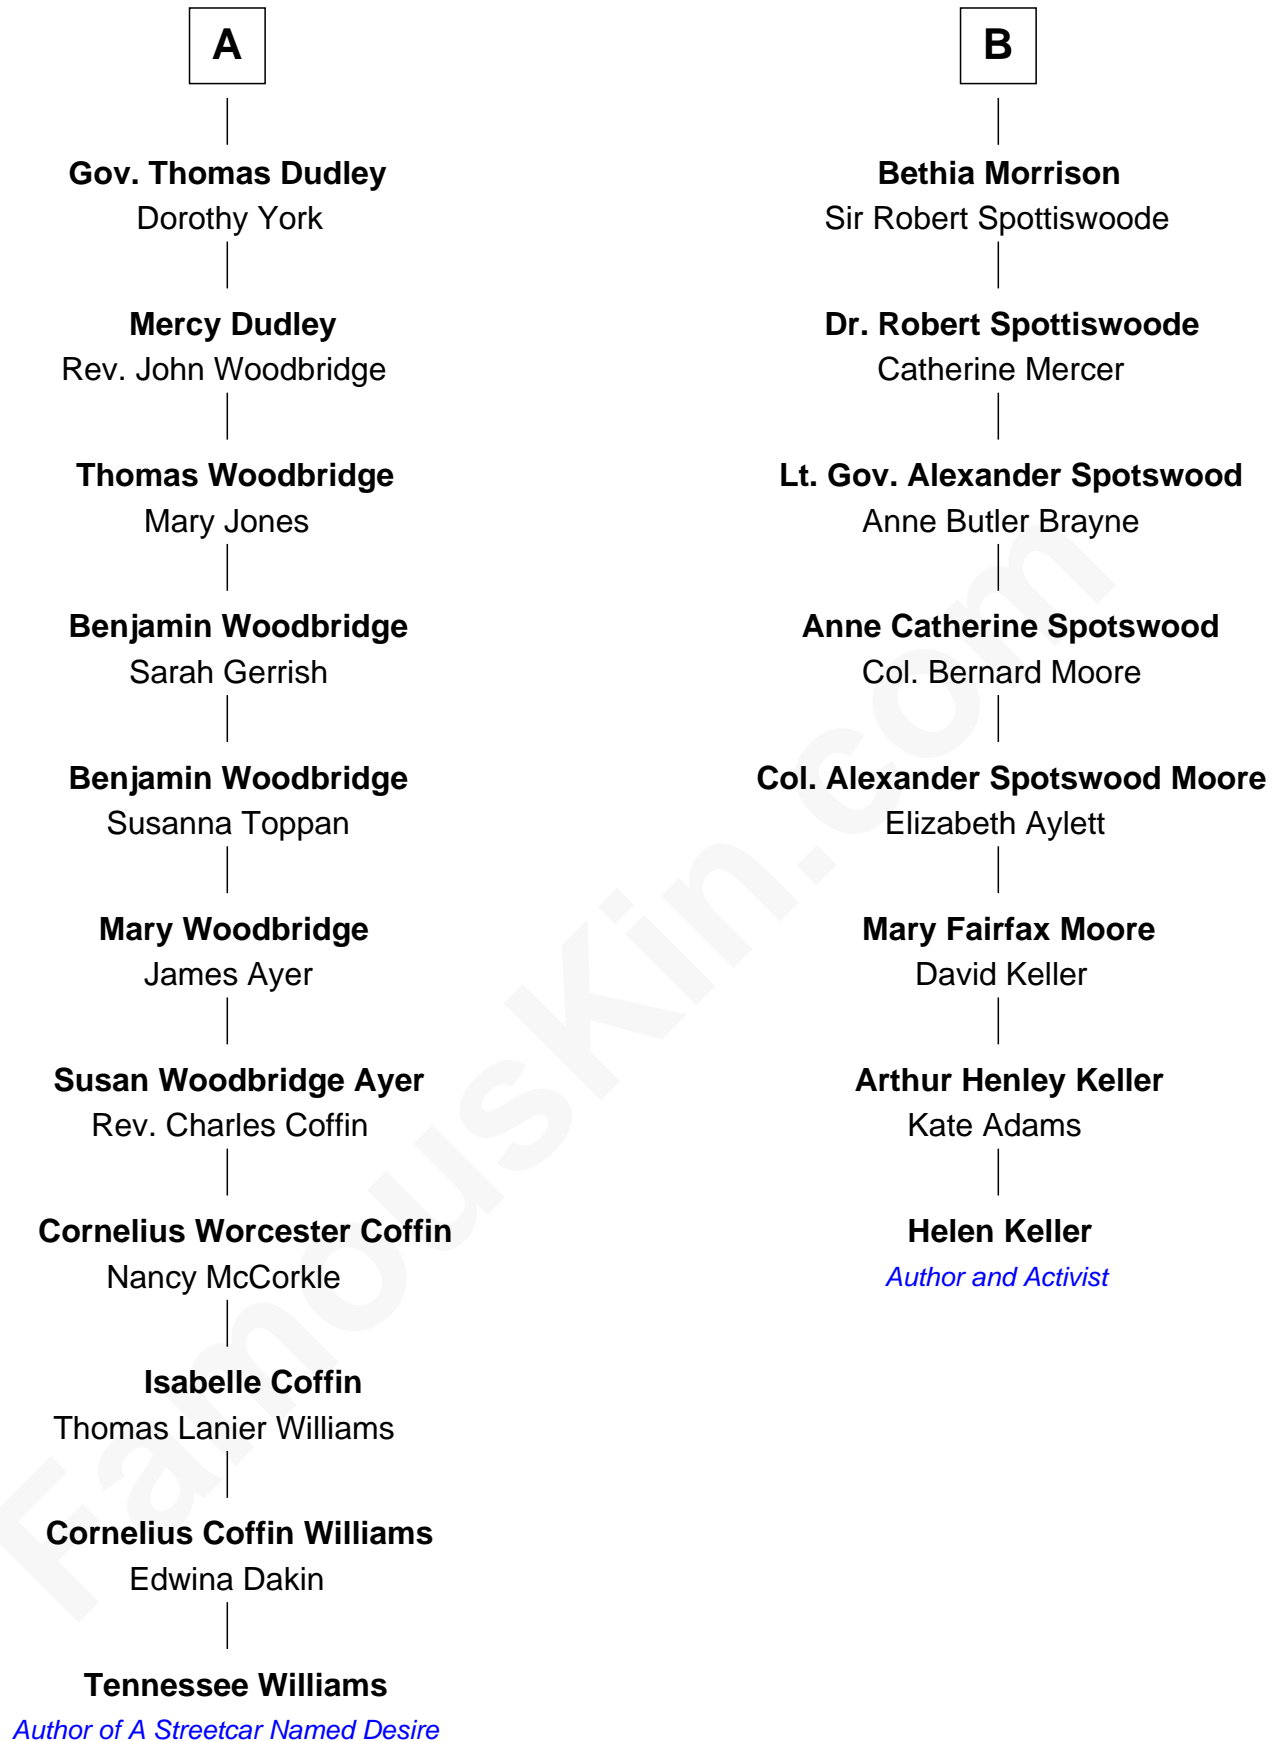 A
Gov. Thomas Dudley
Dorothy York
Mercy Dudley
Rev. John Woodbridge
Thomas Woodbridge
Mary Jones
Benjamin Woodbridge
Sarah Gerrish
Benjamin Woodbridge
Susanna Toppan
Mary Woodbridge
James Ayer
Susan Woodbridge Ayer
Rev. Charles Coffin
Cornelius Worcester Coffin
Nancy McCorkle
Isabelle Coffin
Thomas Lanier Williams
Cornelius Coffin Williams
Edwina Dakin
Tennessee Williams
Author of A Streetcar Named Desire
B
Bethia Morrison
Sir Robert Spottiswoode
Dr. Robert Spottiswoode
Catherine Mercer
Lt. Gov. Alexander Spotswood
Anne Butler Brayne
Anne Catherine Spotswood
Col. Bernard Moore
Col. Alexander Spotswood Moore
Elizabeth Aylett
Mary Fairfax Moore
David Keller
Arthur Henley Keller
Kate Adams
Helen Keller
Author and Activist
FamousKin.com